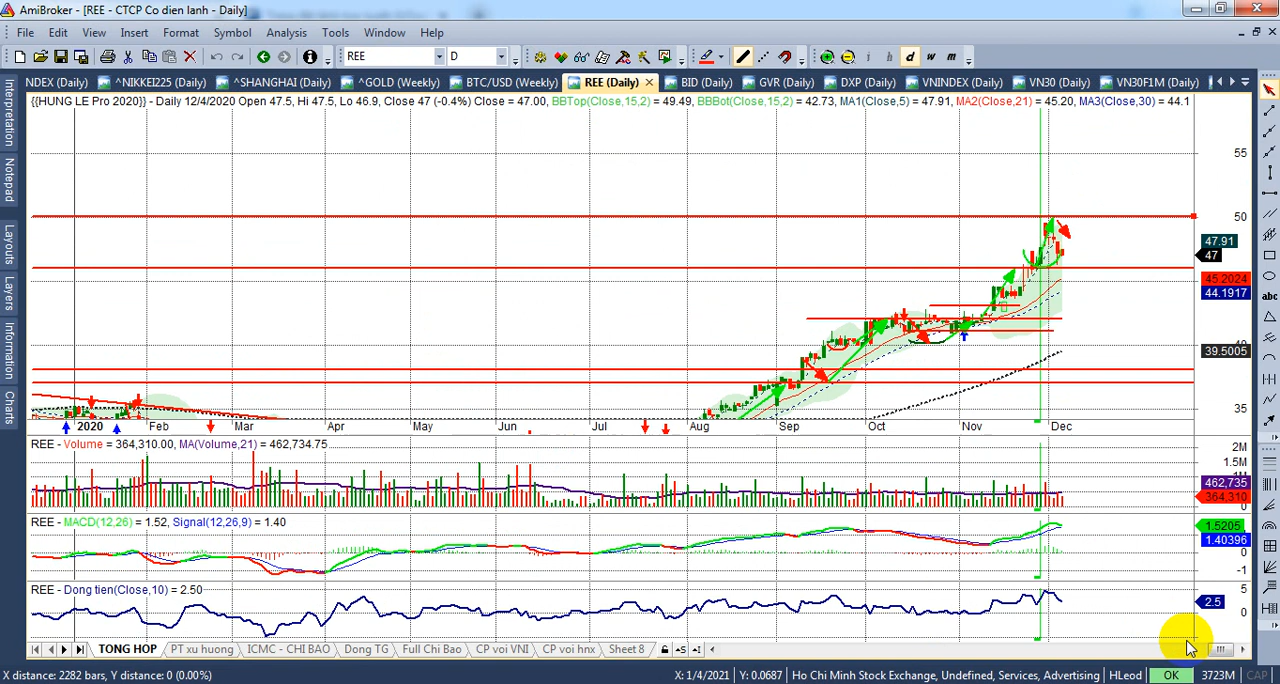 AmiBroker - [REE - CTCP Co dien lanh - Daily]
File Edit View Insert Format Symbol Analysis Tools Window Help
REE D i h d w m
NDEX (Daily) ^NIKKEI225 (Daily) ^SHANGHAI (Daily) ^GOLD (Weekly) BTC/USD (Weekly) REE (Daily) BID (Daily) GVR (Daily) DXP (Daily) VNINDEX (Daily) VN30 (Daily) VN30F1M (Daily)
{{HUNG LE Pro 2020}} - Daily 12/4/2020 Open 47.5, Hi 47.5, Lo 46.9, Close 47 (-0.4%) Close = 47.00, BBTop(Close,15,2) = 49.49, BBBot(Close,15,2) = 42.73, MA1(Close,5) = 47.91, MA2(Close,21) = 45.20, MA3(Close,30) = 44.1
Interpretation
Notepad
Layouts
Layers
Information
Charts
abc
55
50
47.91
47
45.2024
44.1917
39.5005
35
2020 Feb Mar Apr May Jun Jul Aug Sep Oct Nov Dec
REE - Volume = 364,310.00, MA(Volume,21) = 462,734.75
2M
1.5M
462,735
364,310
REE - MACD(12,26) = 1.52, Signal(12,26,9) = 1.40
1.5205
1.40396
0
-1
REE - Dong tien(Close,10) = 2.50
5
2.5
0
TONG HOP PT xu huong ICMC - CHI BAO Dong TG Full Chi Bao CP voi VNI CP voi hnx Sheet 8
X distance: 2282 bars, Y distance: 0 (0.00%) X: 1/4/2021 Y: 0.0687 Ho Chi Minh Stock Exchange, Undefined, Services, Advertising HLeod OK 3723M CAP